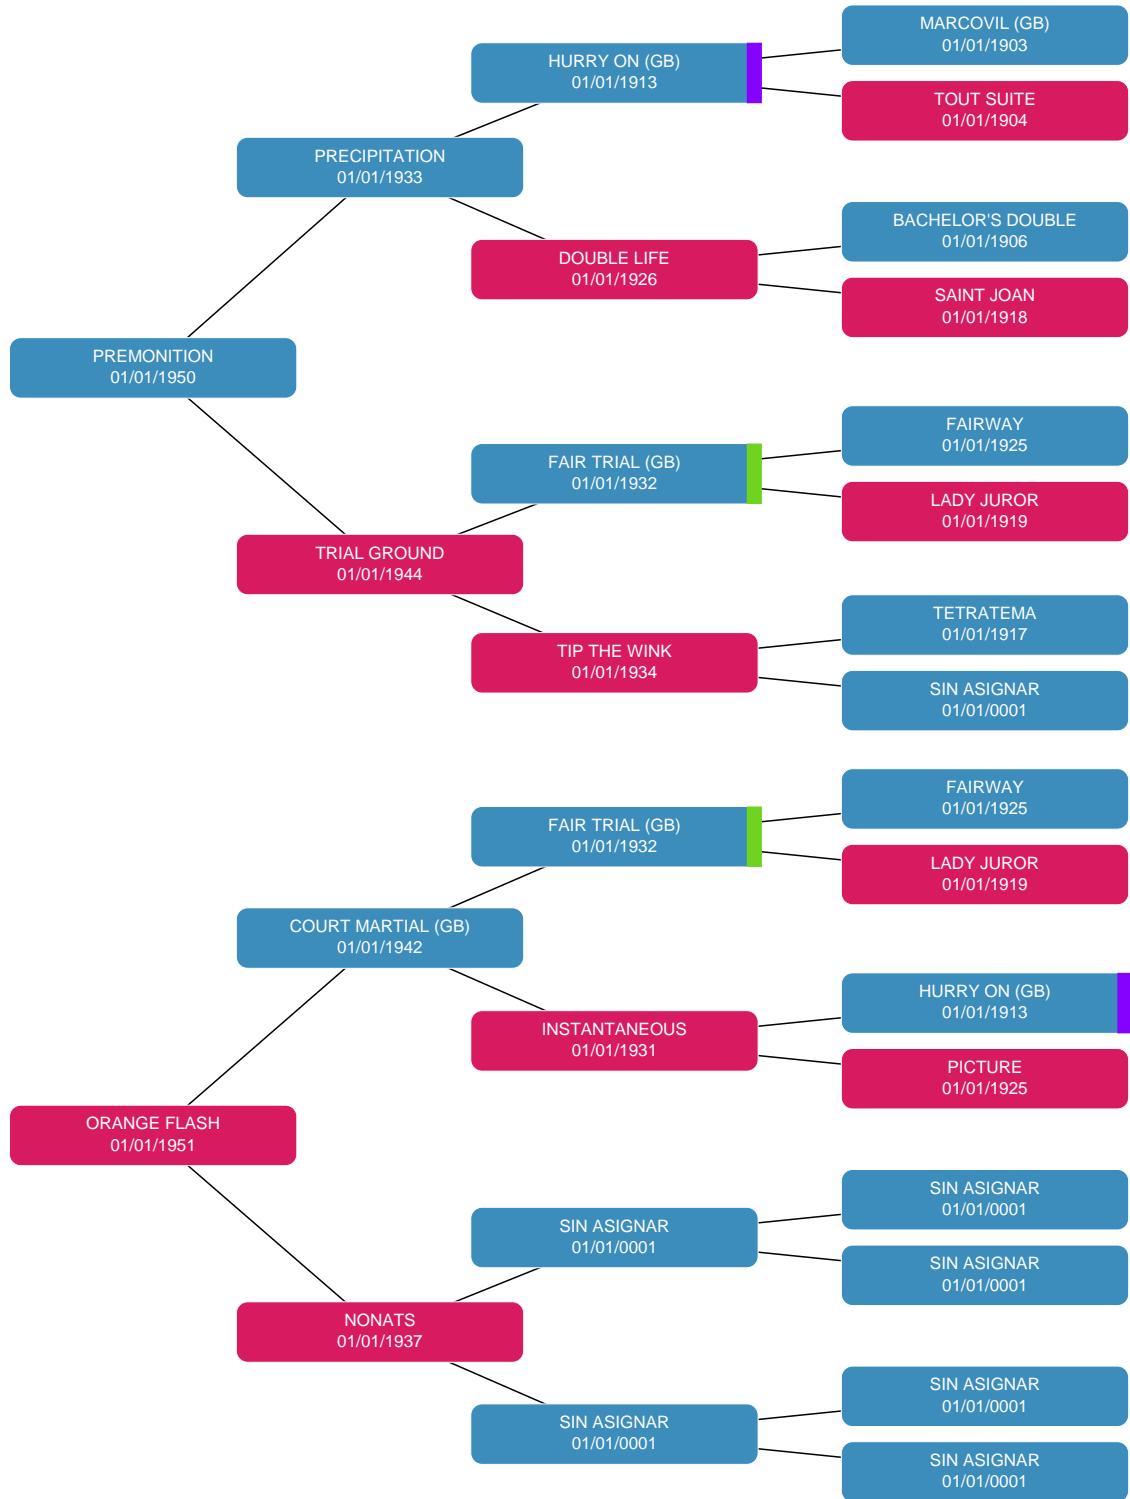 MARCOVIL (GB)
01/01/1903
HURRY ON (GB)
01/01/1913
TOUT SUITE
01/01/1904
PRECIPITATION
01/01/1933
BACHELOR'S DOUBLE
01/01/1906
DOUBLE LIFE
01/01/1926
SAINT JOAN
01/01/1918
PREMONITION
01/01/1950
FAIRWAY
01/01/1925
FAIR TRIAL (GB)
01/01/1932
LADY JUROR
01/01/1919
TRIAL GROUND
01/01/1944
TETRATEMA
01/01/1917
TIP THE WINK
01/01/1934
SIN ASIGNAR
01/01/0001
FAIRWAY
01/01/1925
FAIR TRIAL (GB)
01/01/1932
LADY JUROR
01/01/1919
COURT MARTIAL (GB)
01/01/1942
HURRY ON (GB)
01/01/1913
INSTANTANEOUS
01/01/1931
PICTURE
01/01/1925
ORANGE FLASH
01/01/1951
SIN ASIGNAR
01/01/0001
SIN ASIGNAR
01/01/0001
SIN ASIGNAR
01/01/0001
NONATS
01/01/1937
SIN ASIGNAR
01/01/0001
SIN ASIGNAR
01/01/0001
SIN ASIGNAR
01/01/0001